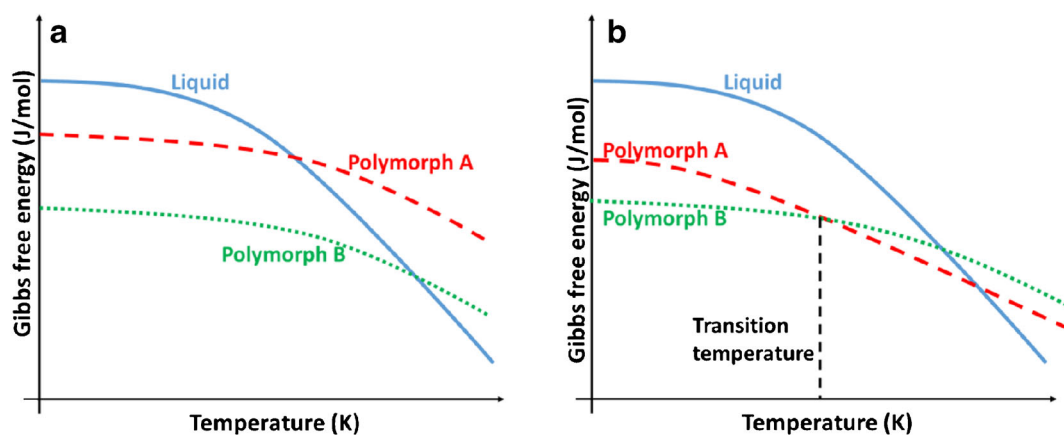 a
Gibbs free energy (J/mol)
Liquid
Polymorph A
Polymorph B
Temperature (K)
b
Gibbs free energy (J/mol)
Liquid
Polymorph A
Polymorph B
Transition
temperature
Temperature (K)